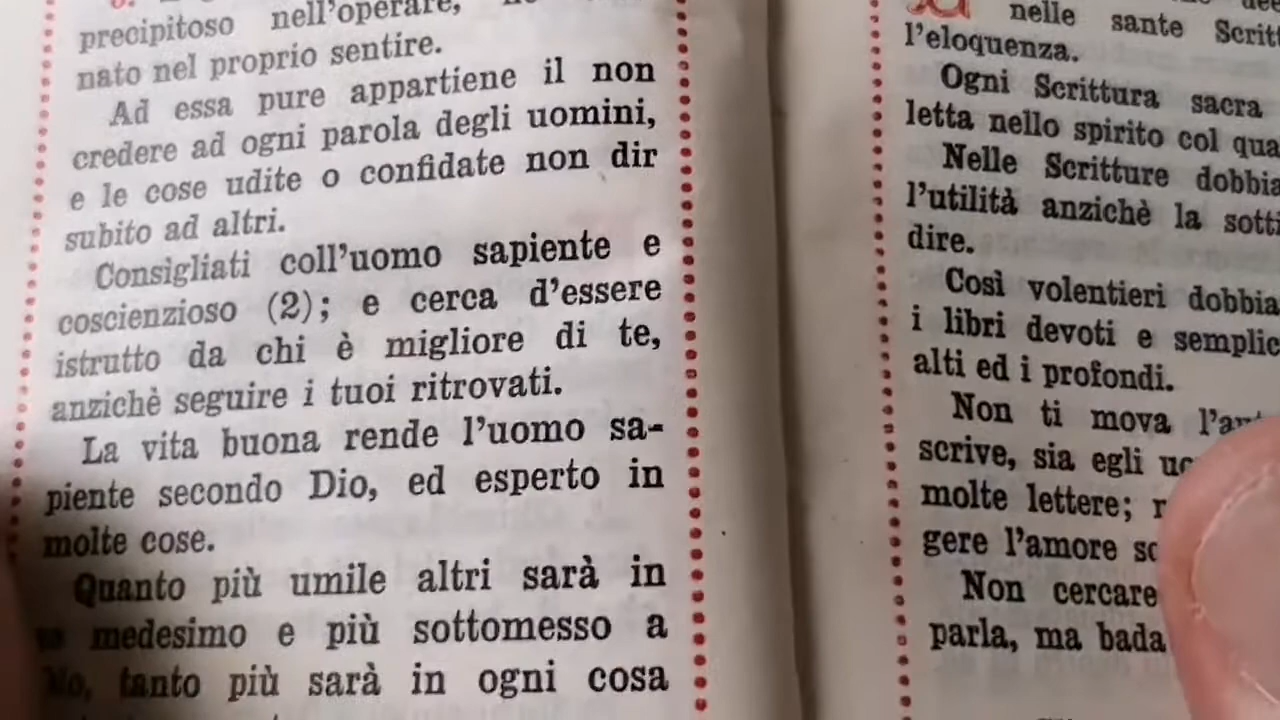 precipitoso nell'operare,
nato nel proprio sentire.
Ad essa pure appartiene il non
credere ad ogni parola degli uomini,
e le cose udite o confidate non dir
subito ad altri.
Consigliati coll'uomo sapiente e
coscienzioso (2); e cerca d'essere
istrutto da chi è migliore di te,
anzichè seguire i tuoi ritrovati.
La vita buona rende l'uomo sa-
piente secondo Dio, ed esperto in
molte cose.
Quanto più umile altri sarà in
medesimo e più sottomesso a
tanto più sarà in ogni cosa
nelle sante Scritt
l'eloquenza.
Ogni Scrittura sacra
letta nello spirito col qua
Nelle Scritture dobbia
l'utilità anzichè la sotti
dire.
Così volentieri dobbia
i libri devoti e semplic
alti ed i profondi.
Non ti mova l'aut
scrive, sia egli uo
molte lettere;
gere l'amore
Non cercare
parla, ma bada